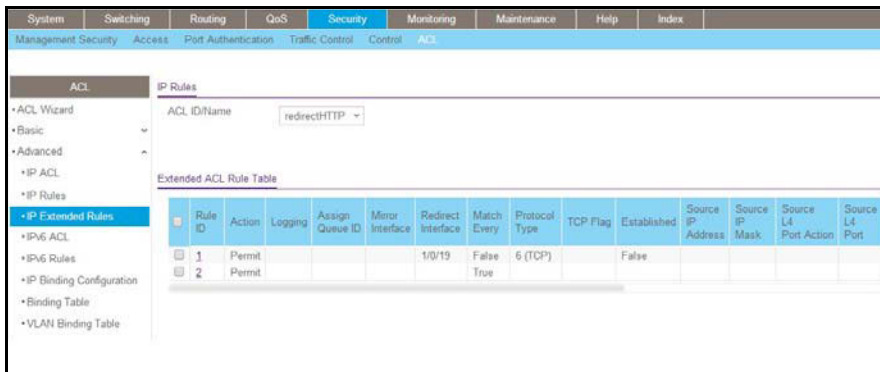 System Switching Routing QoS Security Monitoring Maintenance Help Index
Management Security Access Port Authentication Traffic Control Control ACL
ACL
•ACL Wizard
•Basic
•Advanced
•IP ACL
•IP Rules
•IP Extended Rules
•IPv6 ACL
•IPv6 Rules
•IP Binding Configuration
•Binding Table
•VLAN Binding Table
IP Rules
ACL ID/Name redirectHTTP
Extended ACL Rule Table
Rule ID Action Logging Assign Queue ID Mirror Interface Redirect Interface Match Every Protocol Type TCP Flag Established Source IP Address Source IP Mask Source L4 Port Action Source L4 Port
1 Permit 1/0/19 False 6 (TCP) False
2 Permit True